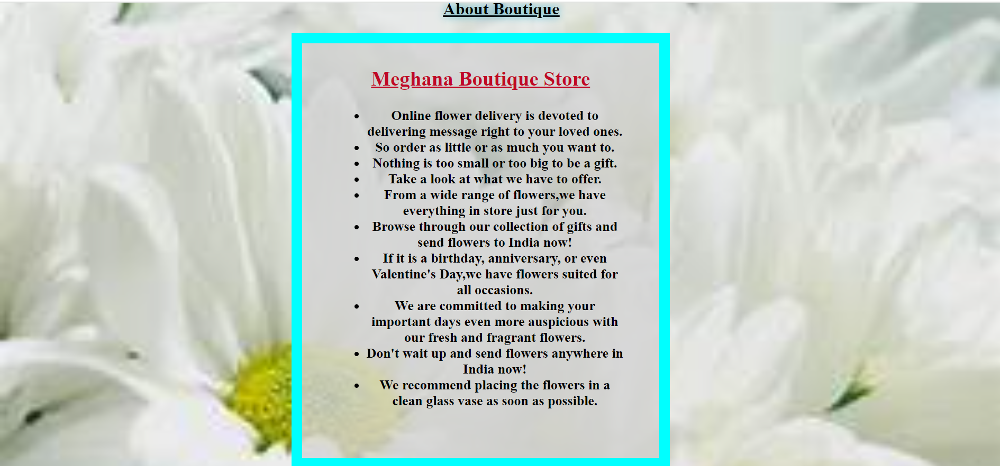 About Boutique
Meghana Boutique Store
Online flower delivery is devoted to
delivering message right to your loved ones.
So order as little or as much you want to.
Nothing is too small or too big to be a gift.
Take a look at what we have to offer.
From a wide range of flowers,we have
everything in store just for you.
Browse through our collection of gifts and
send flowers to India now!
If it is a birthday, anniversary, or even
Valentine's Day,we have flowers suited for
all occasions.
We are committed to making your
important days even more auspicious with
our fresh and fragrant flowers.
Don't wait up and send flowers anywhere in
India now!
We recommend placing the flowers in a
clean glass vase as soon as possible.